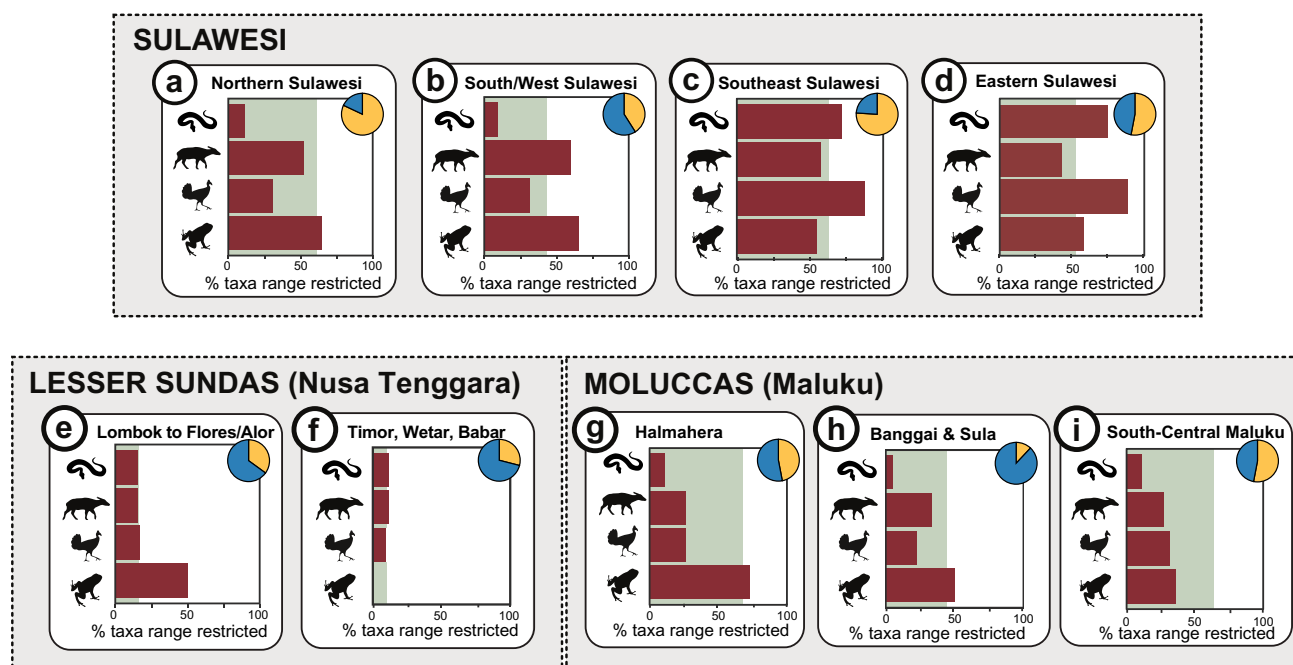 SULAWESI
a
Northern Sulawesi
0 50 100
% taxa range restricted
b
South/West Sulawesi
0 50 100
% taxa range restricted
c
Southeast Sulawesi
0 50 100
% taxa range restricted
d
Eastern Sulawesi
0 50 100
% taxa range restricted
LESSER SUNDAS (Nusa Tenggara)
e
Lombok to Flores/Alor
0 50 100
% taxa range restricted
f
Timor, Wetar, Babar
0 50 100
% taxa range restricted
MOLUCCAS (Maluku)
g
Halmahera
0 50 100
% taxa range restricted
h
Banggai & Sula
0 50 100
% taxa range restricted
i
South-Central Maluku
0 50 100
% taxa range restricted